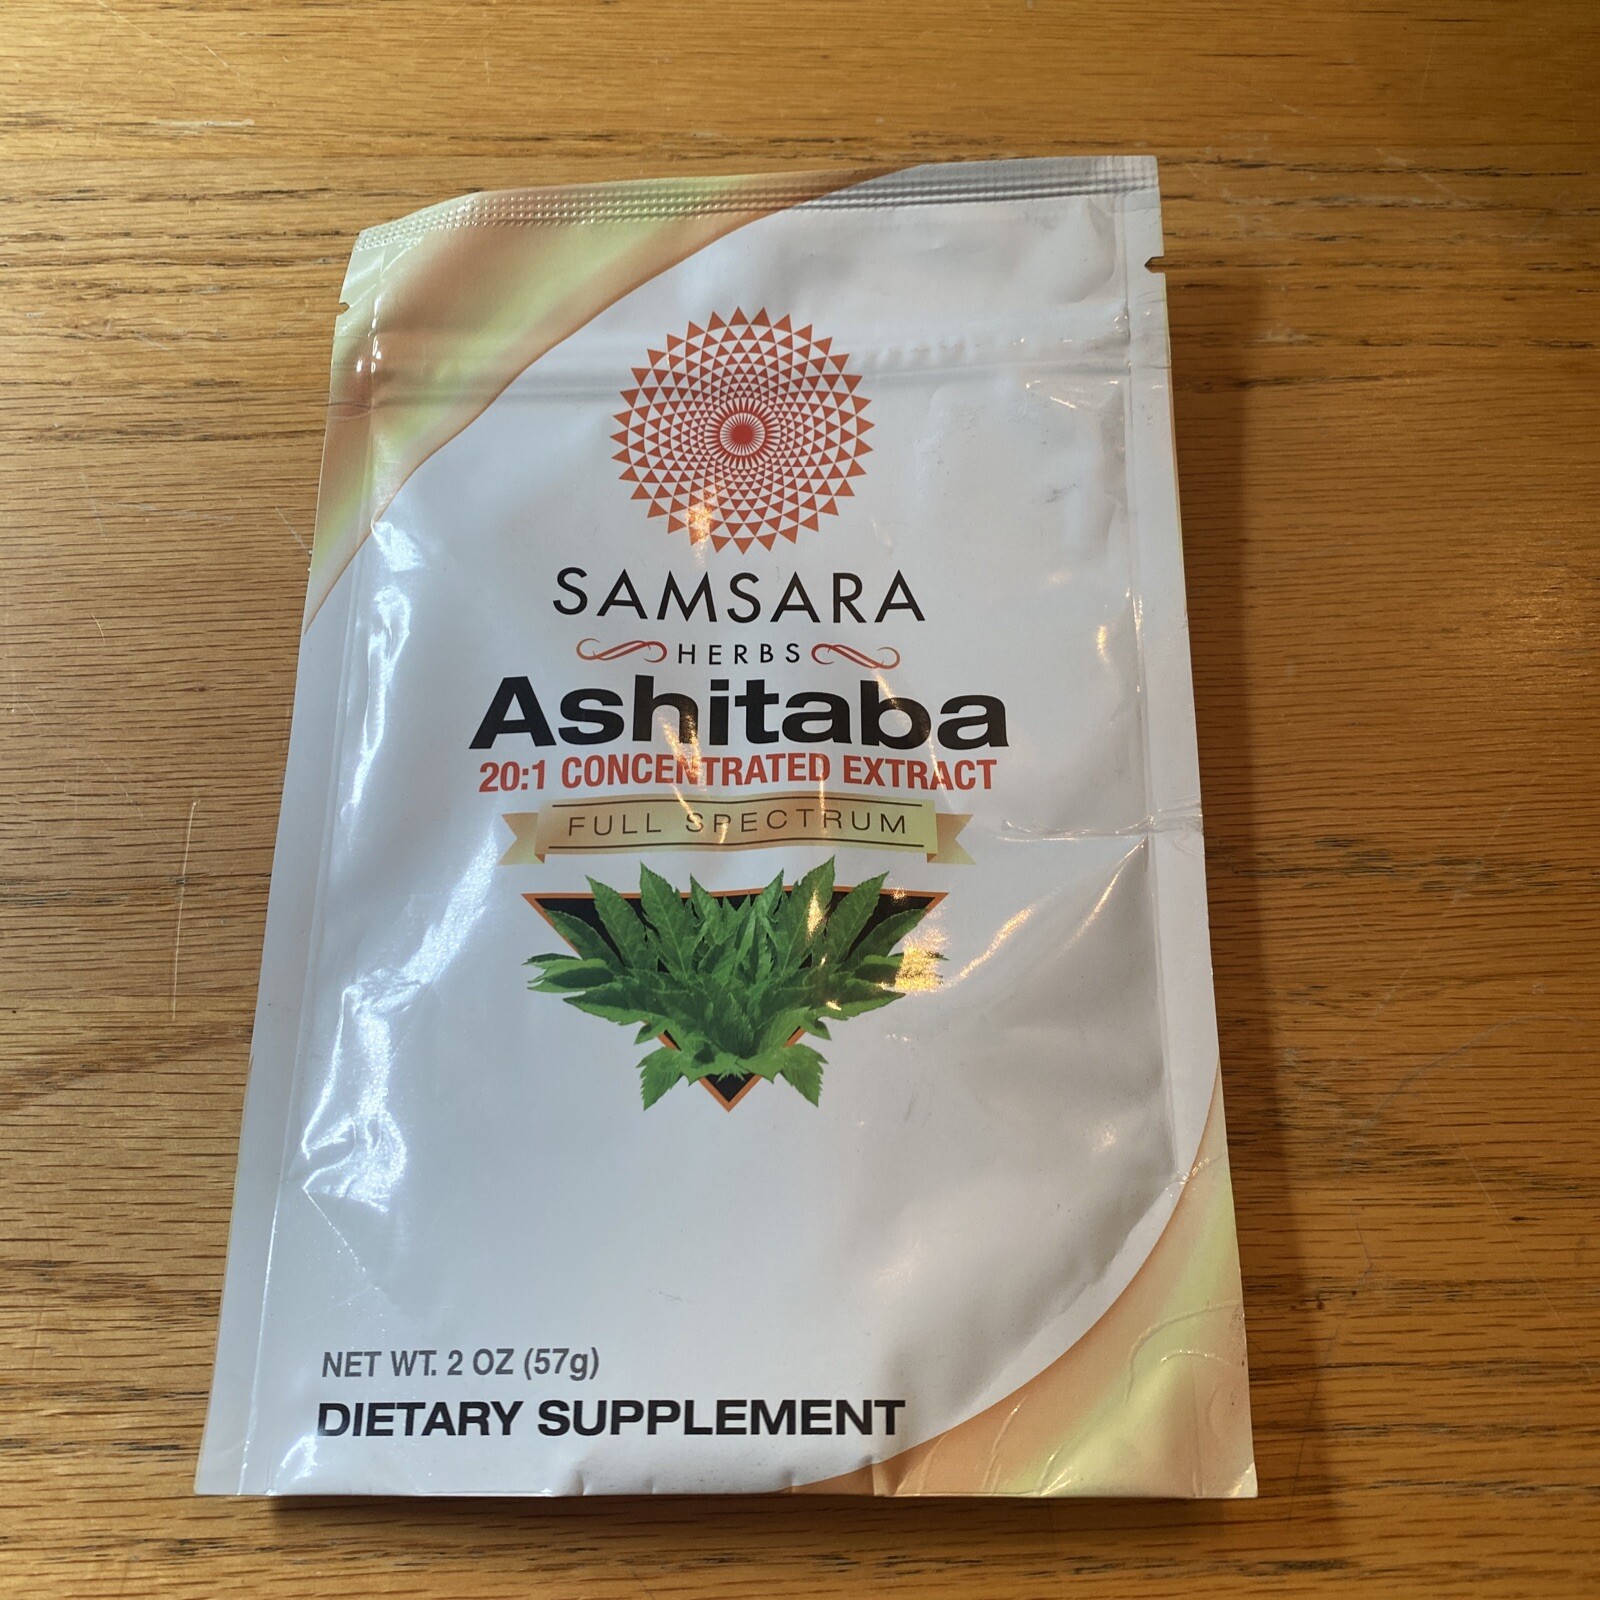 SAMSARA
HERBS
Ashitaba
20:1 CONCENTRATED EXTRACT
FULL SPECTRUM
NET WT. 2 OZ (57g)
DIETARY SUPPLEMENT